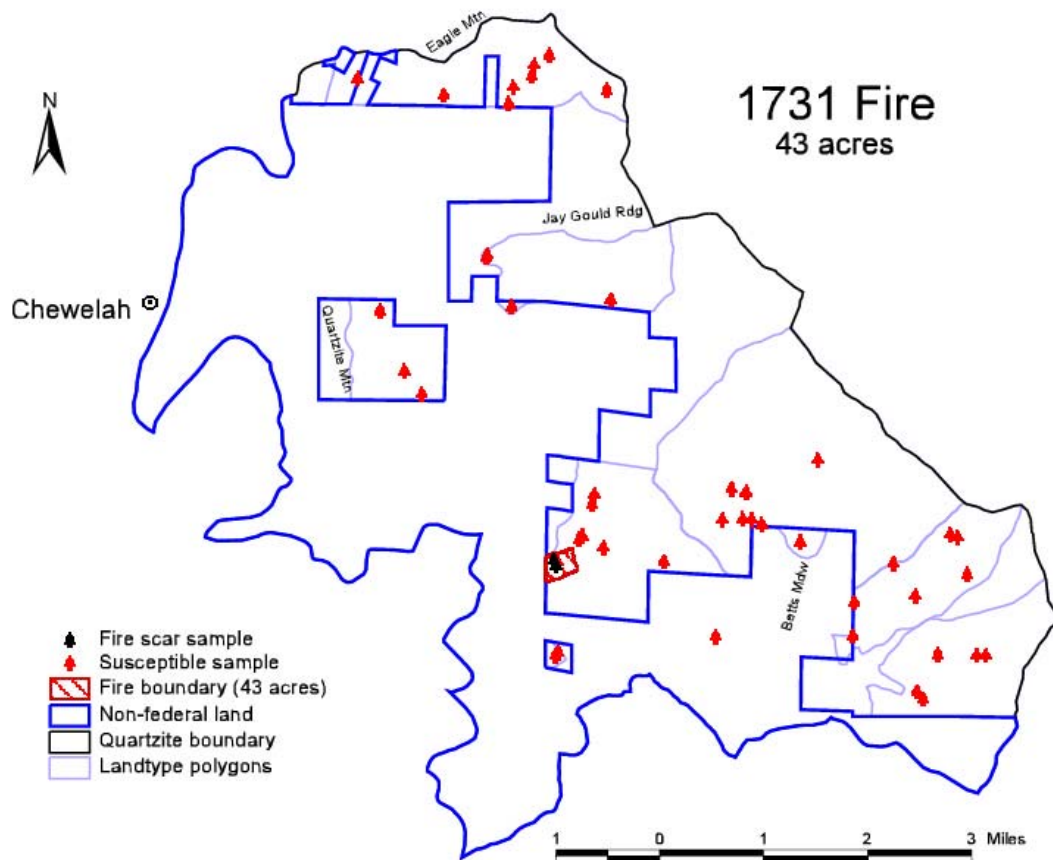 Eagle Mtn
1731 Fire
43 acres
N
Jay Gould Rdg
Chewelah
Quartzite Mtn
Betts Mdw
Fire scar sample
Susceptible sample
Fire boundary (43 acres)
Non-federal land
Quartzite boundary
Landtype polygons
1 0 1 2 3 Miles